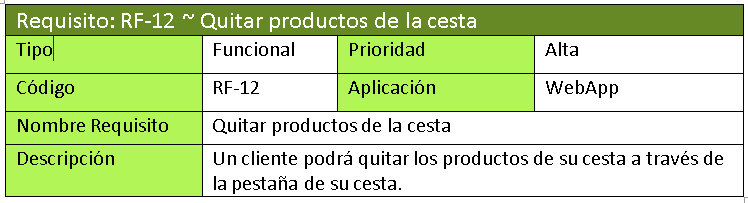 Requisito: RF-12 ~ Quitar productos de la cesta
Tipo Funcional Prioridad Alta
Código RF-12 Aplicación WebApp
Nombre Requisito Quitar productos de la cesta
Descripción Un cliente podrá quitar los productos de su cesta a través de
la pestaña de su cesta.